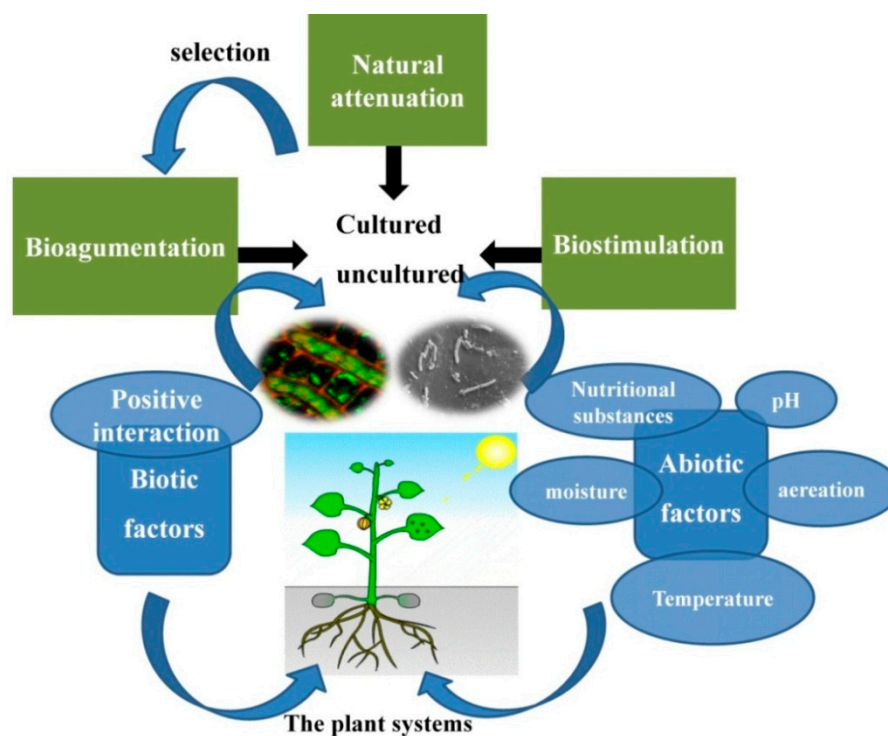 selection
Natural
attenuation
Bioagumentation
Cultured
uncultured
Biostimulation
Positive
interaction
Biotic
factors
Nutritional
substances
pH
moisture
Abiotic
factors
aereation
Temperature
The plant systems